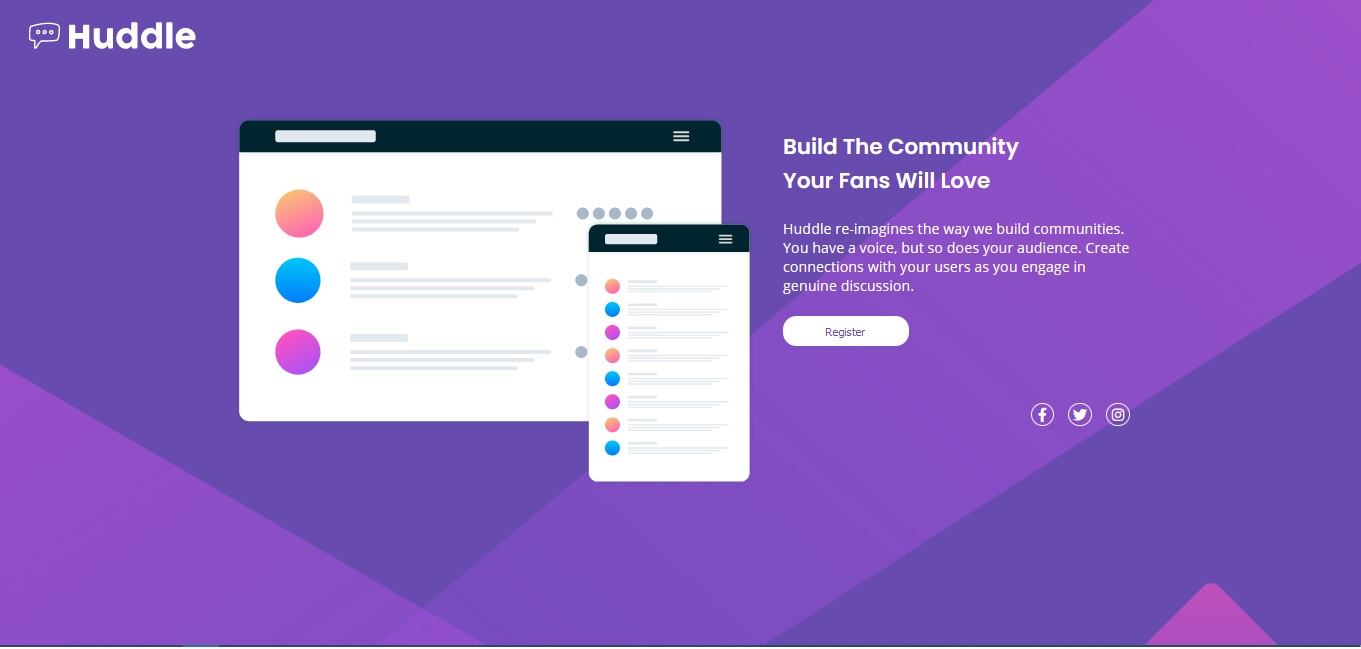 Huddle
Build The Community
Your Fans Will Love
Huddle re-imagines the way we build communities.
You have a voice, but so does your audience. Create
connections with your users as you engage in
genuine discussion.
Register